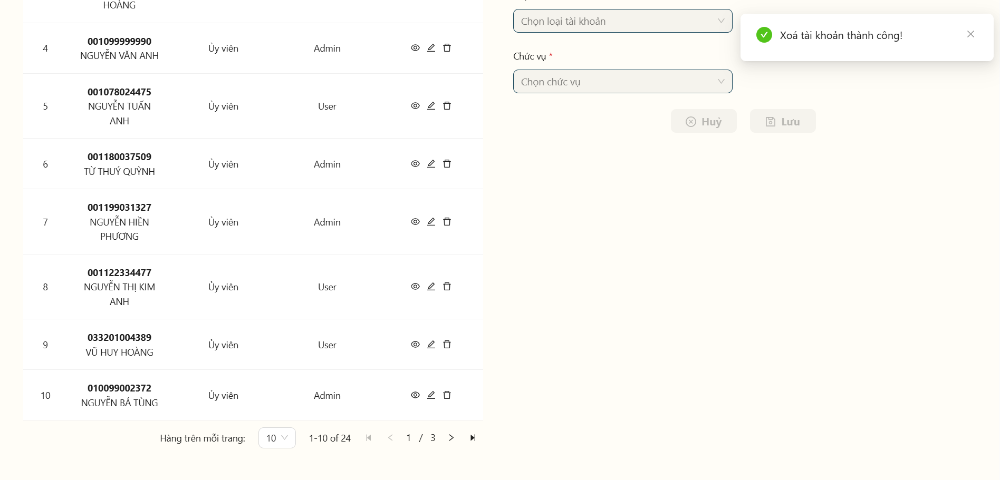 HOÀNG
4
001099999990
NGUYỄN VĂN ANH
Ủy viên
Admin
5
001078024475
NGUYỄN TUẤN
ANH
Ủy viên
User
6
001180037509
TỪ THUÝ QUỲNH
Ủy viên
Admin
7
001199031327
NGUYỄN HIỀN
PHƯƠNG
Ủy viên
Admin
8
001122334477
NGUYỄN THỊ KIM
ANH
Ủy viên
User
9
033201004389
VŨ HUY HOÀNG
Ủy viên
User
10
010099002372
NGUYỄN BÁ TÙNG
Ủy viên
Admin
Hàng trên mỗi trang: 10 1-10 of 24 1 / 3
Chọn loại tài khoản
Chức vụ *
Chọn chức vụ
Huỷ Lưu
Xoá tài khoản thành công!